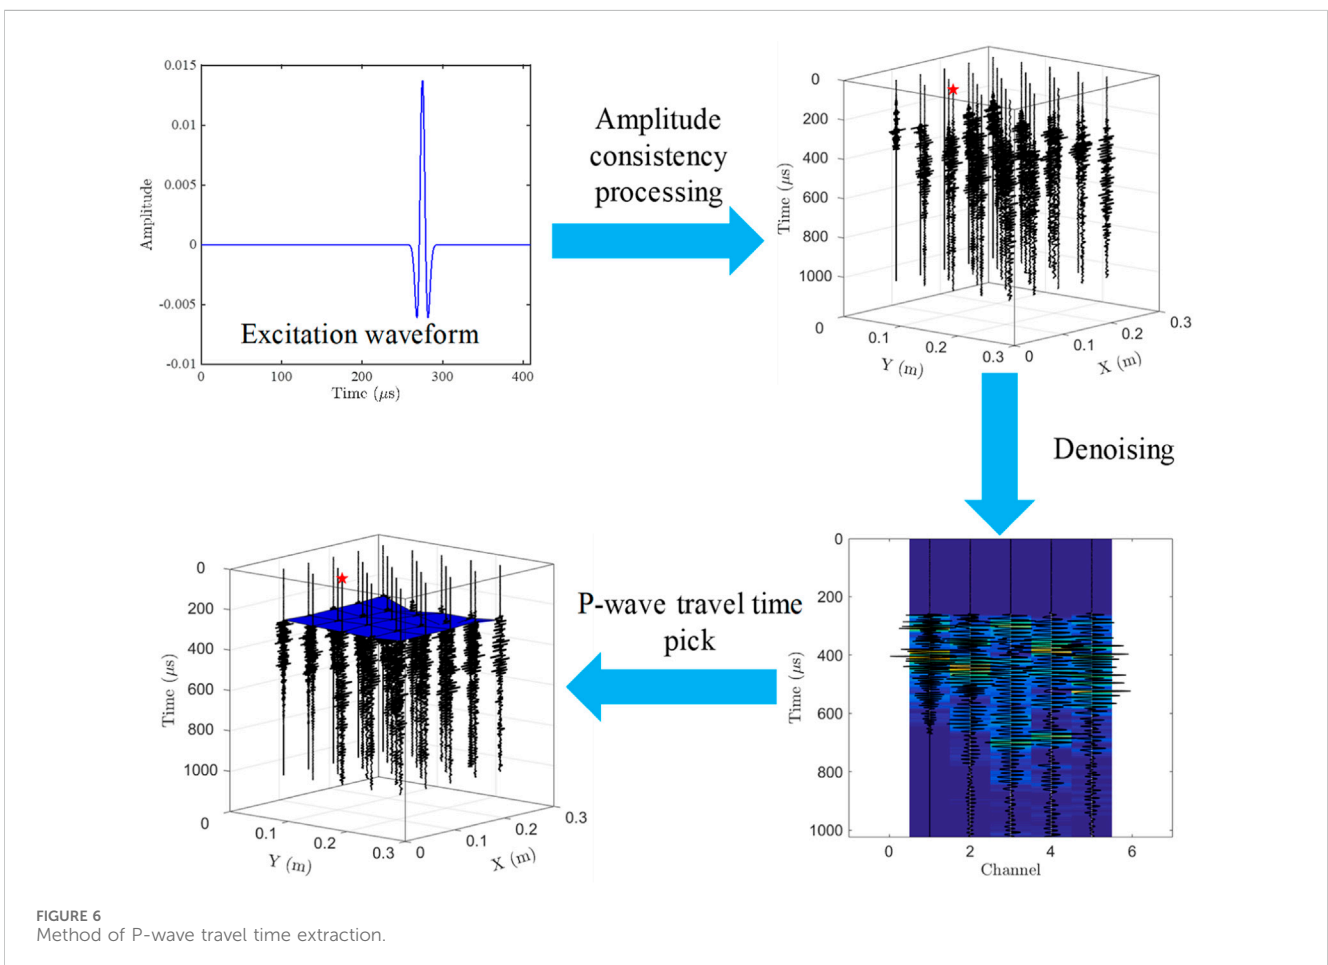 0.015
0.01
0.005
0
-0.005
-0.01
Amplitude
Excitation waveform
0 100 200 300 400
Time (μs)
Amplitude
consistency
processing
0
200
400
600
800
1000
0
Time (μs)
0.1
0.2
0.3
Y (m)
0
0.1
0.2
0.3
X (m)
Denoising
0
200
400
600
800
1000
Time (μs)
0 2 4 6
Channel
P-wave travel time
pick
0
200
400
600
800
1000
0
Time (μs)
0.1
0.2
0.3
Y (m)
0
0.1
0.2
0.3
X (m)
FIGURE 6
Method of P-wave travel time extraction.